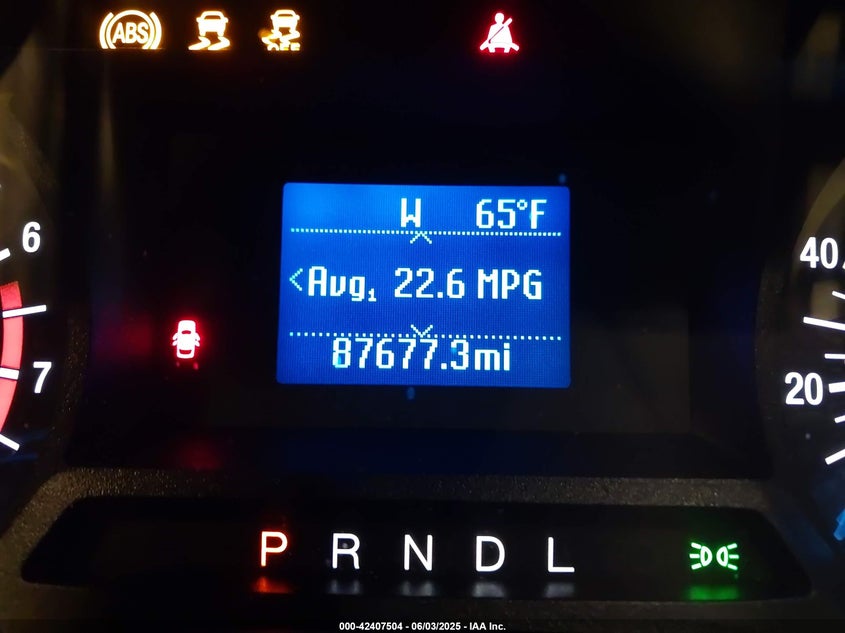 ABS
OFF
W 65°F
6
40
<Avg₁ 22.6 MPG
7
87677.3mi
20
P R N D L
000-42407504 - 06/03/2025 - IAA Inc.